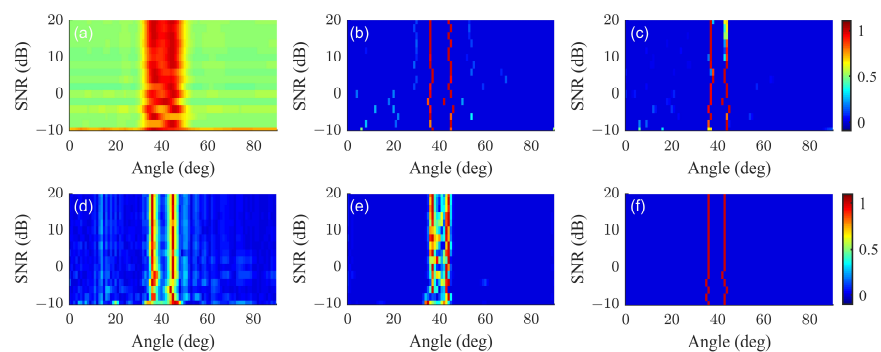 20 (a) 20 (b) 20 (c) 1
SNR (dB) 10 SNR (dB) 10 SNR (dB) 10 0.5
0 0 0
−10 −10 −10 0
0 20 40 60 80 0 20 40 60 80 0 20 40 60 80
Angle (deg) Angle (deg) Angle (deg)
20 (d) 20 (e) 20 (f) 1
SNR (dB) 10 SNR (dB) 10 SNR (dB) 10 0.5
0 0 0
−10 −10 −10 0
0 20 40 60 80 0 20 40 60 80 0 20 40 60 80
Angle (deg) Angle (deg) Angle (deg)